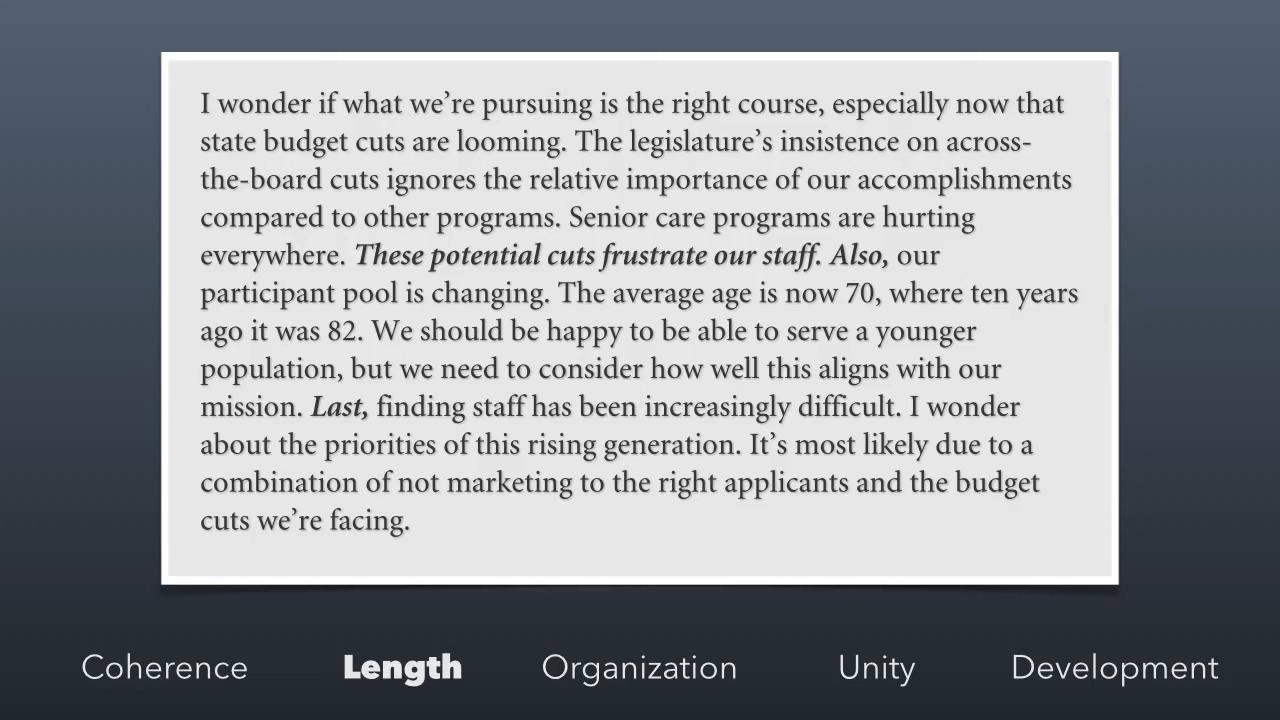 I wonder if what we’re pursuing is the right course, especially now that
state budget cuts are looming. The legislature’s insistence on across-
the-board cuts ignores the relative importance of our accomplishments
compared to other programs. Senior care programs are hurting
everywhere. These potential cuts frustrate our staff. Also, our
participant pool is changing. The average age is now 70, where ten years
ago it was 82. We should be happy to be able to serve a younger
population, but we need to consider how well this aligns with our
mission. Last, finding staff has been increasingly difficult. I wonder
about the priorities of this rising generation. It’s most likely due to a
combination of not marketing to the right applicants and the budget
cuts we’re facing.
Coherence Length Organization Unity Development